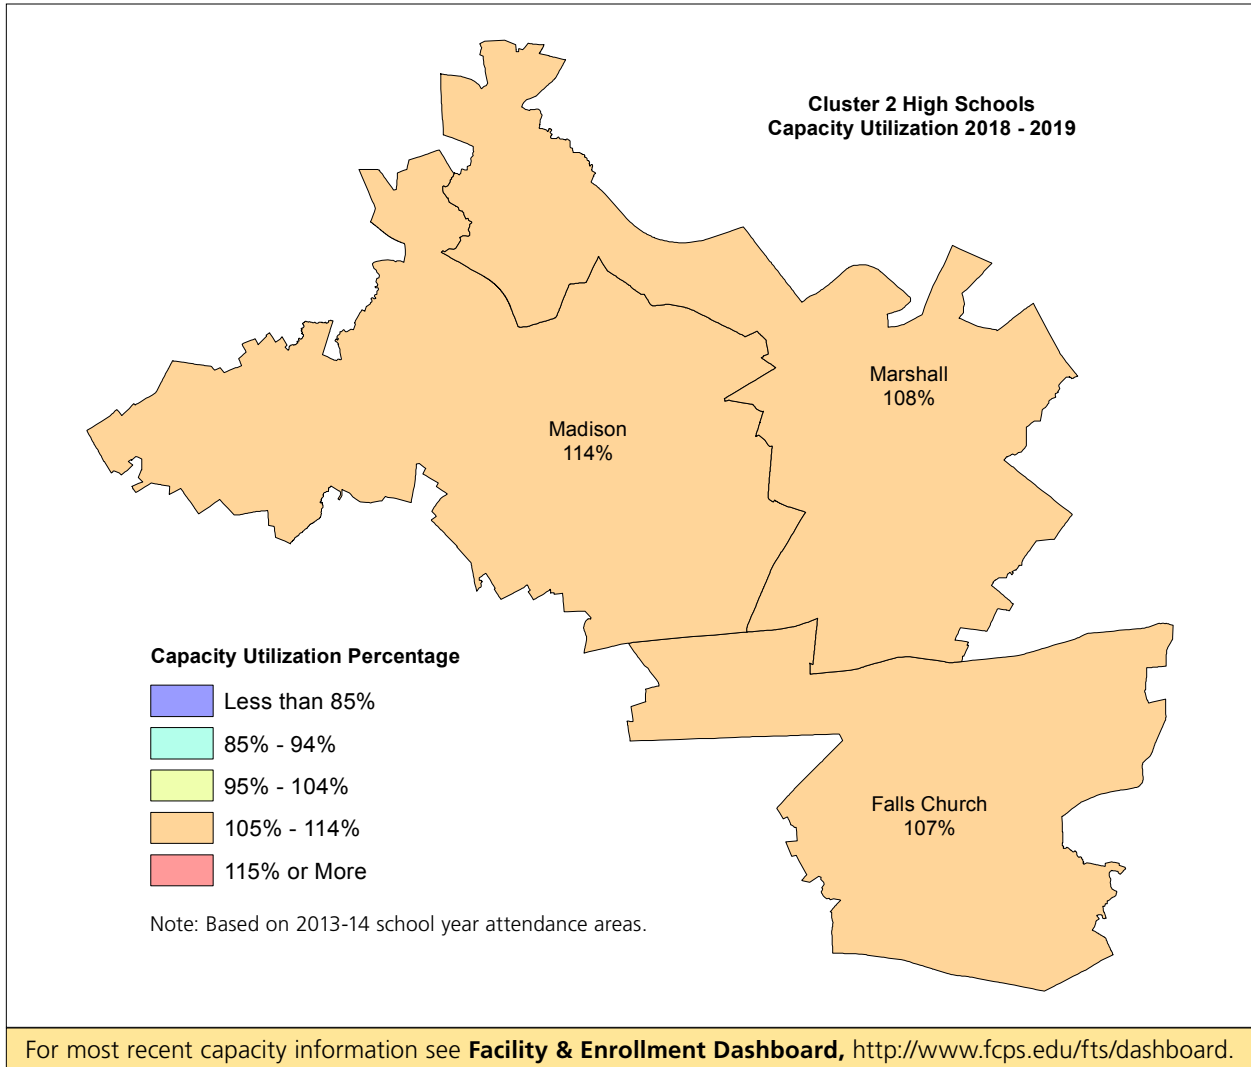 Cluster 2 High Schools
Capacity Utilization 2018 - 2019
Marshall
108%
Madison
114%
Falls Church
107%
Capacity Utilization Percentage
Less than 85%
85% - 94%
95% - 104%
105% - 114%
115% or More
Note: Based on 2013-14 school year attendance areas.
For most recent capacity information see Facility & Enrollment Dashboard, http://www.fcps.edu/fts/dashboard.